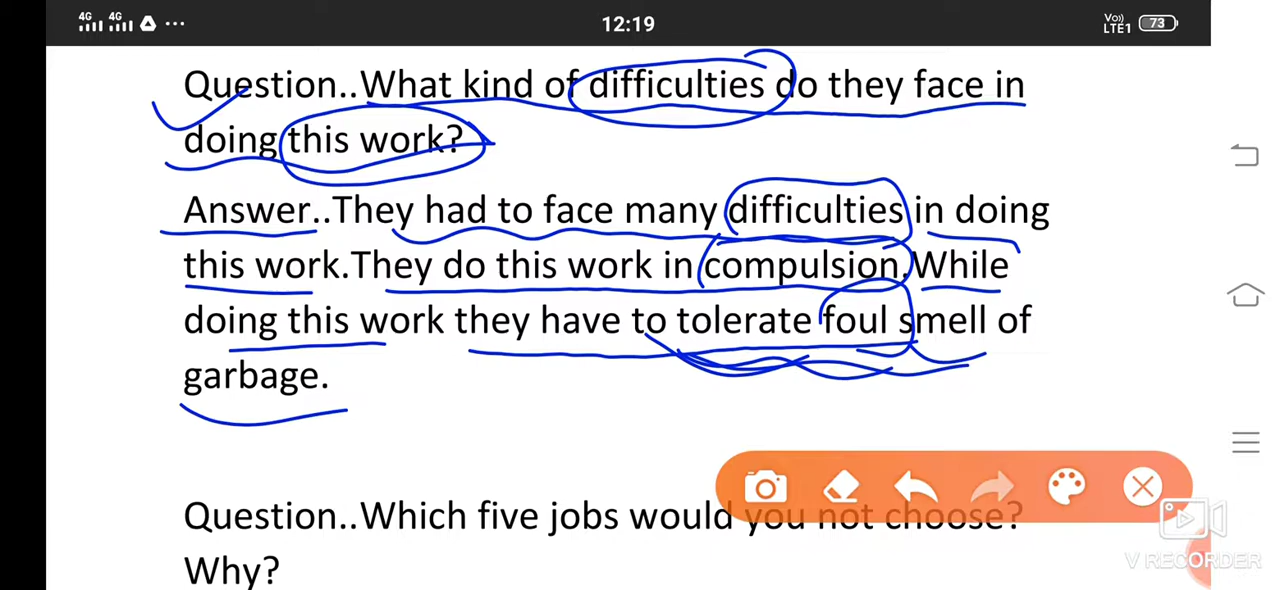 4G 4G ... 12:19 Vo)) LTE1 73
Question..What kind of difficulties do they face in
doing this work?
Answer..They had to face many difficulties in doing
this work.They do this work in compulsion.While
doing this work they have to tolerate foul smell of
garbage.
Question..Which five jobs would you not choose?
Why?
V RECORDER